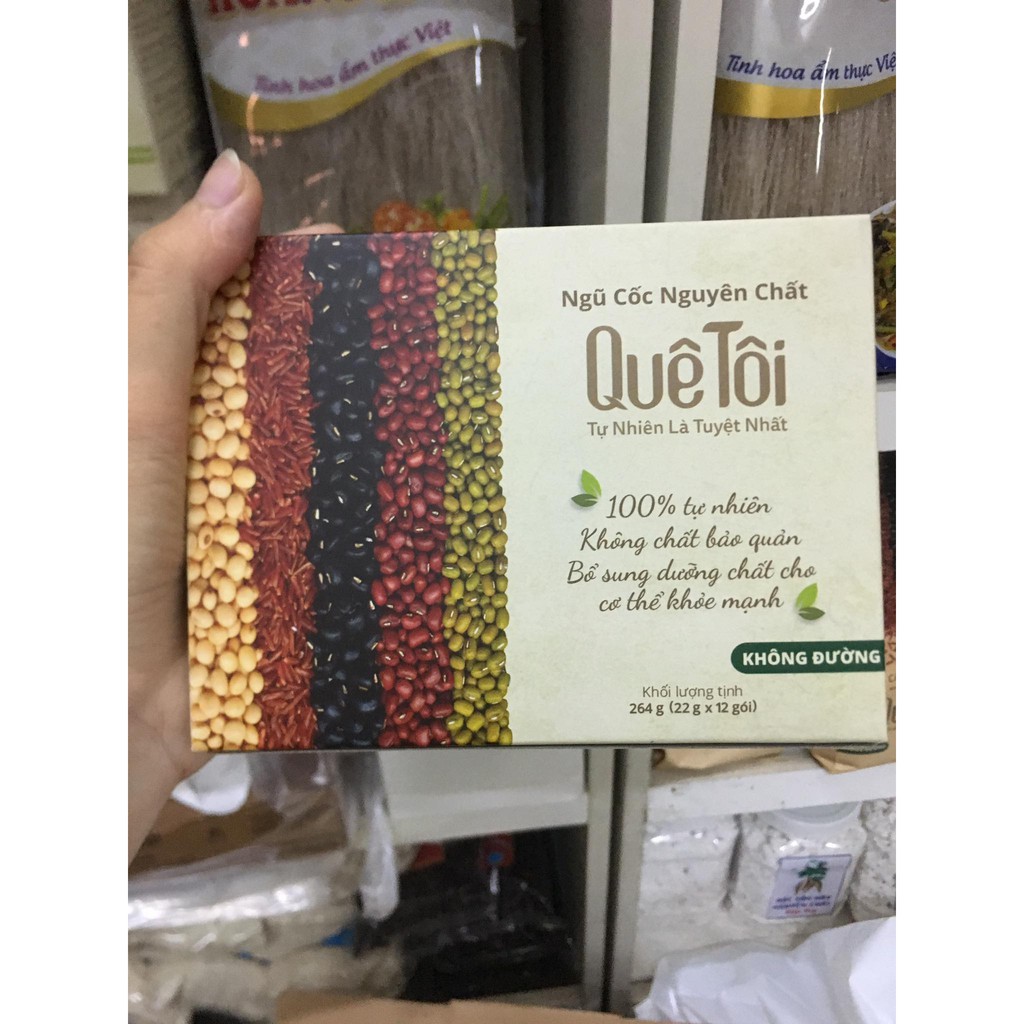 Tinh hoa ẩm thực Việt
Tinh hoa ẩm thực Việ
Ngũ Cốc Nguyên Chất
Quê Tôi
Tự Nhiên Là Tuyệt Nhất
100% tự nhiên
Không chất bảo quản
Bổ sung dưỡng chất cho
cơ thể khỏe mạnh
KHÔNG ĐƯỜNG
Khối lượng tịnh
264 g (22 g x 12 gói)